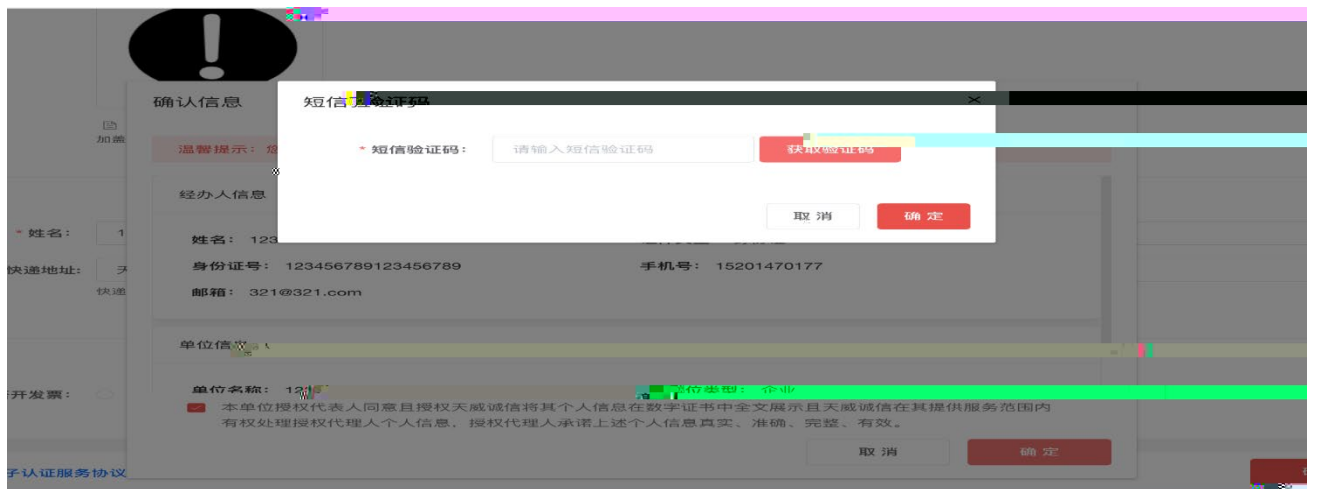 确认信息
短信验证码
加盖
温馨提示：您
* 短信验证码：
请输入短信验证码
获取验证码
经办人信息
取 消
确 定
* 姓名：
1
姓名： 123
快递地址：
天
身份证号： 123456789123456789
手机号： 15201470177
快递
邮箱： 321@321.com
单位信息
开发票：
单位名称： 12
单位类型： 企业
本单位授权代表人同意且授权天威诚信将其个人信息在数字证书中全文展示且天威诚信在其提供服务范围内
有权处理授权代理人个人信息，授权代理人承诺上述个人信息真实、准确、完整、有效。
取 消
确 定
子认证服务协议